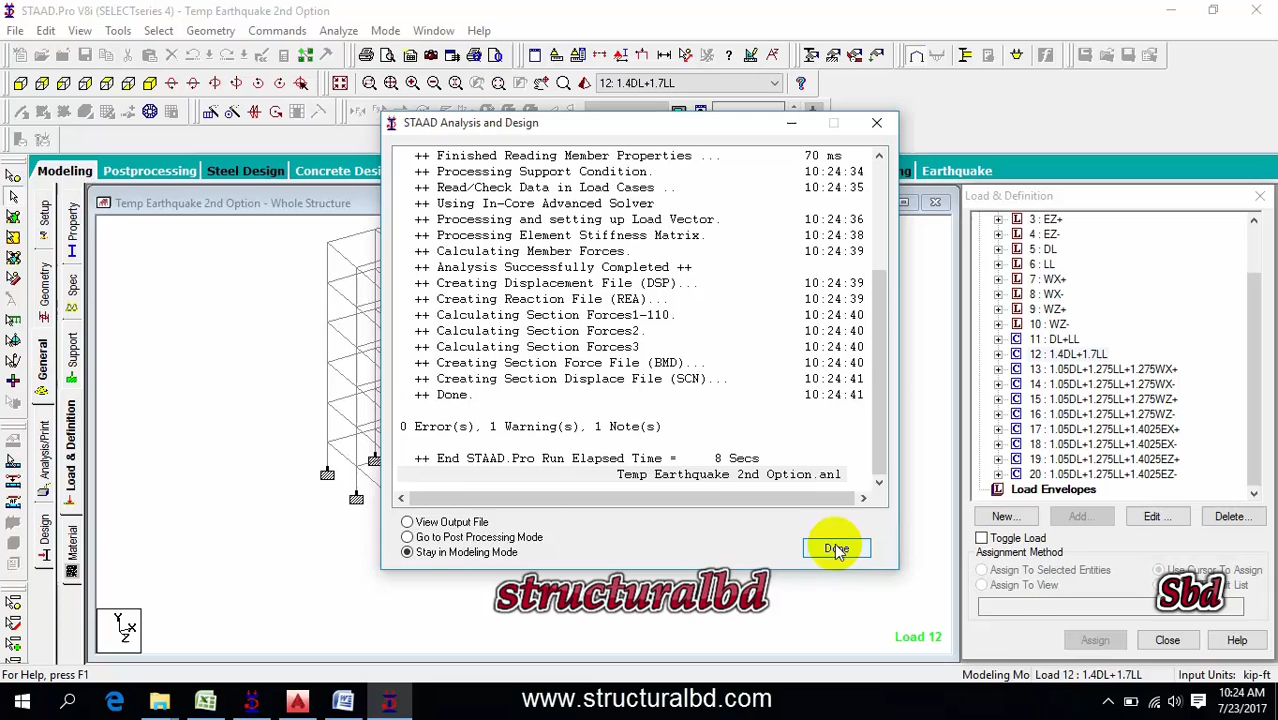 STAAD.Pro V8i (SELECTseries 4) - Temp Earthquake 2nd Option
File Edit View Tools Select Geometry Commands Analyze Mode Window Help
12: 1.4DL+1.7LL
Modeling Postprocessing Steel Design Concrete Des Earthquake
Temp Earthquake 2nd Option - Whole Structure
Setup
Geometry
General
Analysis/Print
Design
Property
Spec
Support
Load & Definition
Material
STAAD Analysis and Design
++ Finished Reading Member Properties ... 70 ms
++ Processing Support Condition. 10:24:34
++ Read/Check Data in Load Cases .. 10:24:35
++ Using In-Core Advanced Solver
++ Processing and setting up Load Vector. 10:24:36
++ Processing Element Stiffness Matrix. 10:24:38
++ Calculating Member Forces. 10:24:39
++ Analysis Successfully Completed ++
++ Creating Displacement File (DSP)... 10:24:39
++ Creating Reaction File (REA)... 10:24:39
++ Calculating Section Forces1-110. 10:24:40
++ Calculating Section Forces2. 10:24:40
++ Calculating Section Forces3 10:24:40
++ Creating Section Force File (BMD)... 10:24:40
++ Creating Section Displace File (SCN)... 10:24:41
++ Done. 10:24:41
0 Error(s), 1 Warning(s), 1 Note(s)
++ End STAAD.Pro Run Elapsed Time = 8 Secs
Temp Earthquake 2nd Option.anl
View Output File
Go to Post Processing Mode
Stay in Modeling Mode
Done
Load & Definition
3 : EZ+
4 : EZ-
5 : DL
6 : LL
7 : WX+
8 : WX-
9 : WZ+
10 : WZ-
11 : DL+LL
12 : 1.4DL+1.7LL
13 : 1.05DL+1.275LL+1.275WX+
14 : 1.05DL+1.275LL+1.275WX-
15 : 1.05DL+1.275LL+1.275WZ+
16 : 1.05DL+1.275LL+1.275WZ-
17 : 1.05DL+1.275LL+1.4025EX+
18 : 1.05DL+1.275LL+1.4025EX-
19 : 1.05DL+1.275LL+1.4025EZ+
20 : 1.05DL+1.275LL+1.4025EZ-
Load Envelopes
New... Add... Edit ... Delete...
Toggle Load
Assignment Method
Assign To Selected Entities Use Cursor To Assign
Assign To View it List
Assign Close Help
structuralbd
Sbd
Y
X
Z
Load 12
For Help, press F1 Modeling Mo Load 12 : 1.4DL+1.7LL Input Units: kip-ft
www.structuralbd.com
10:24 AM
7/23/2017